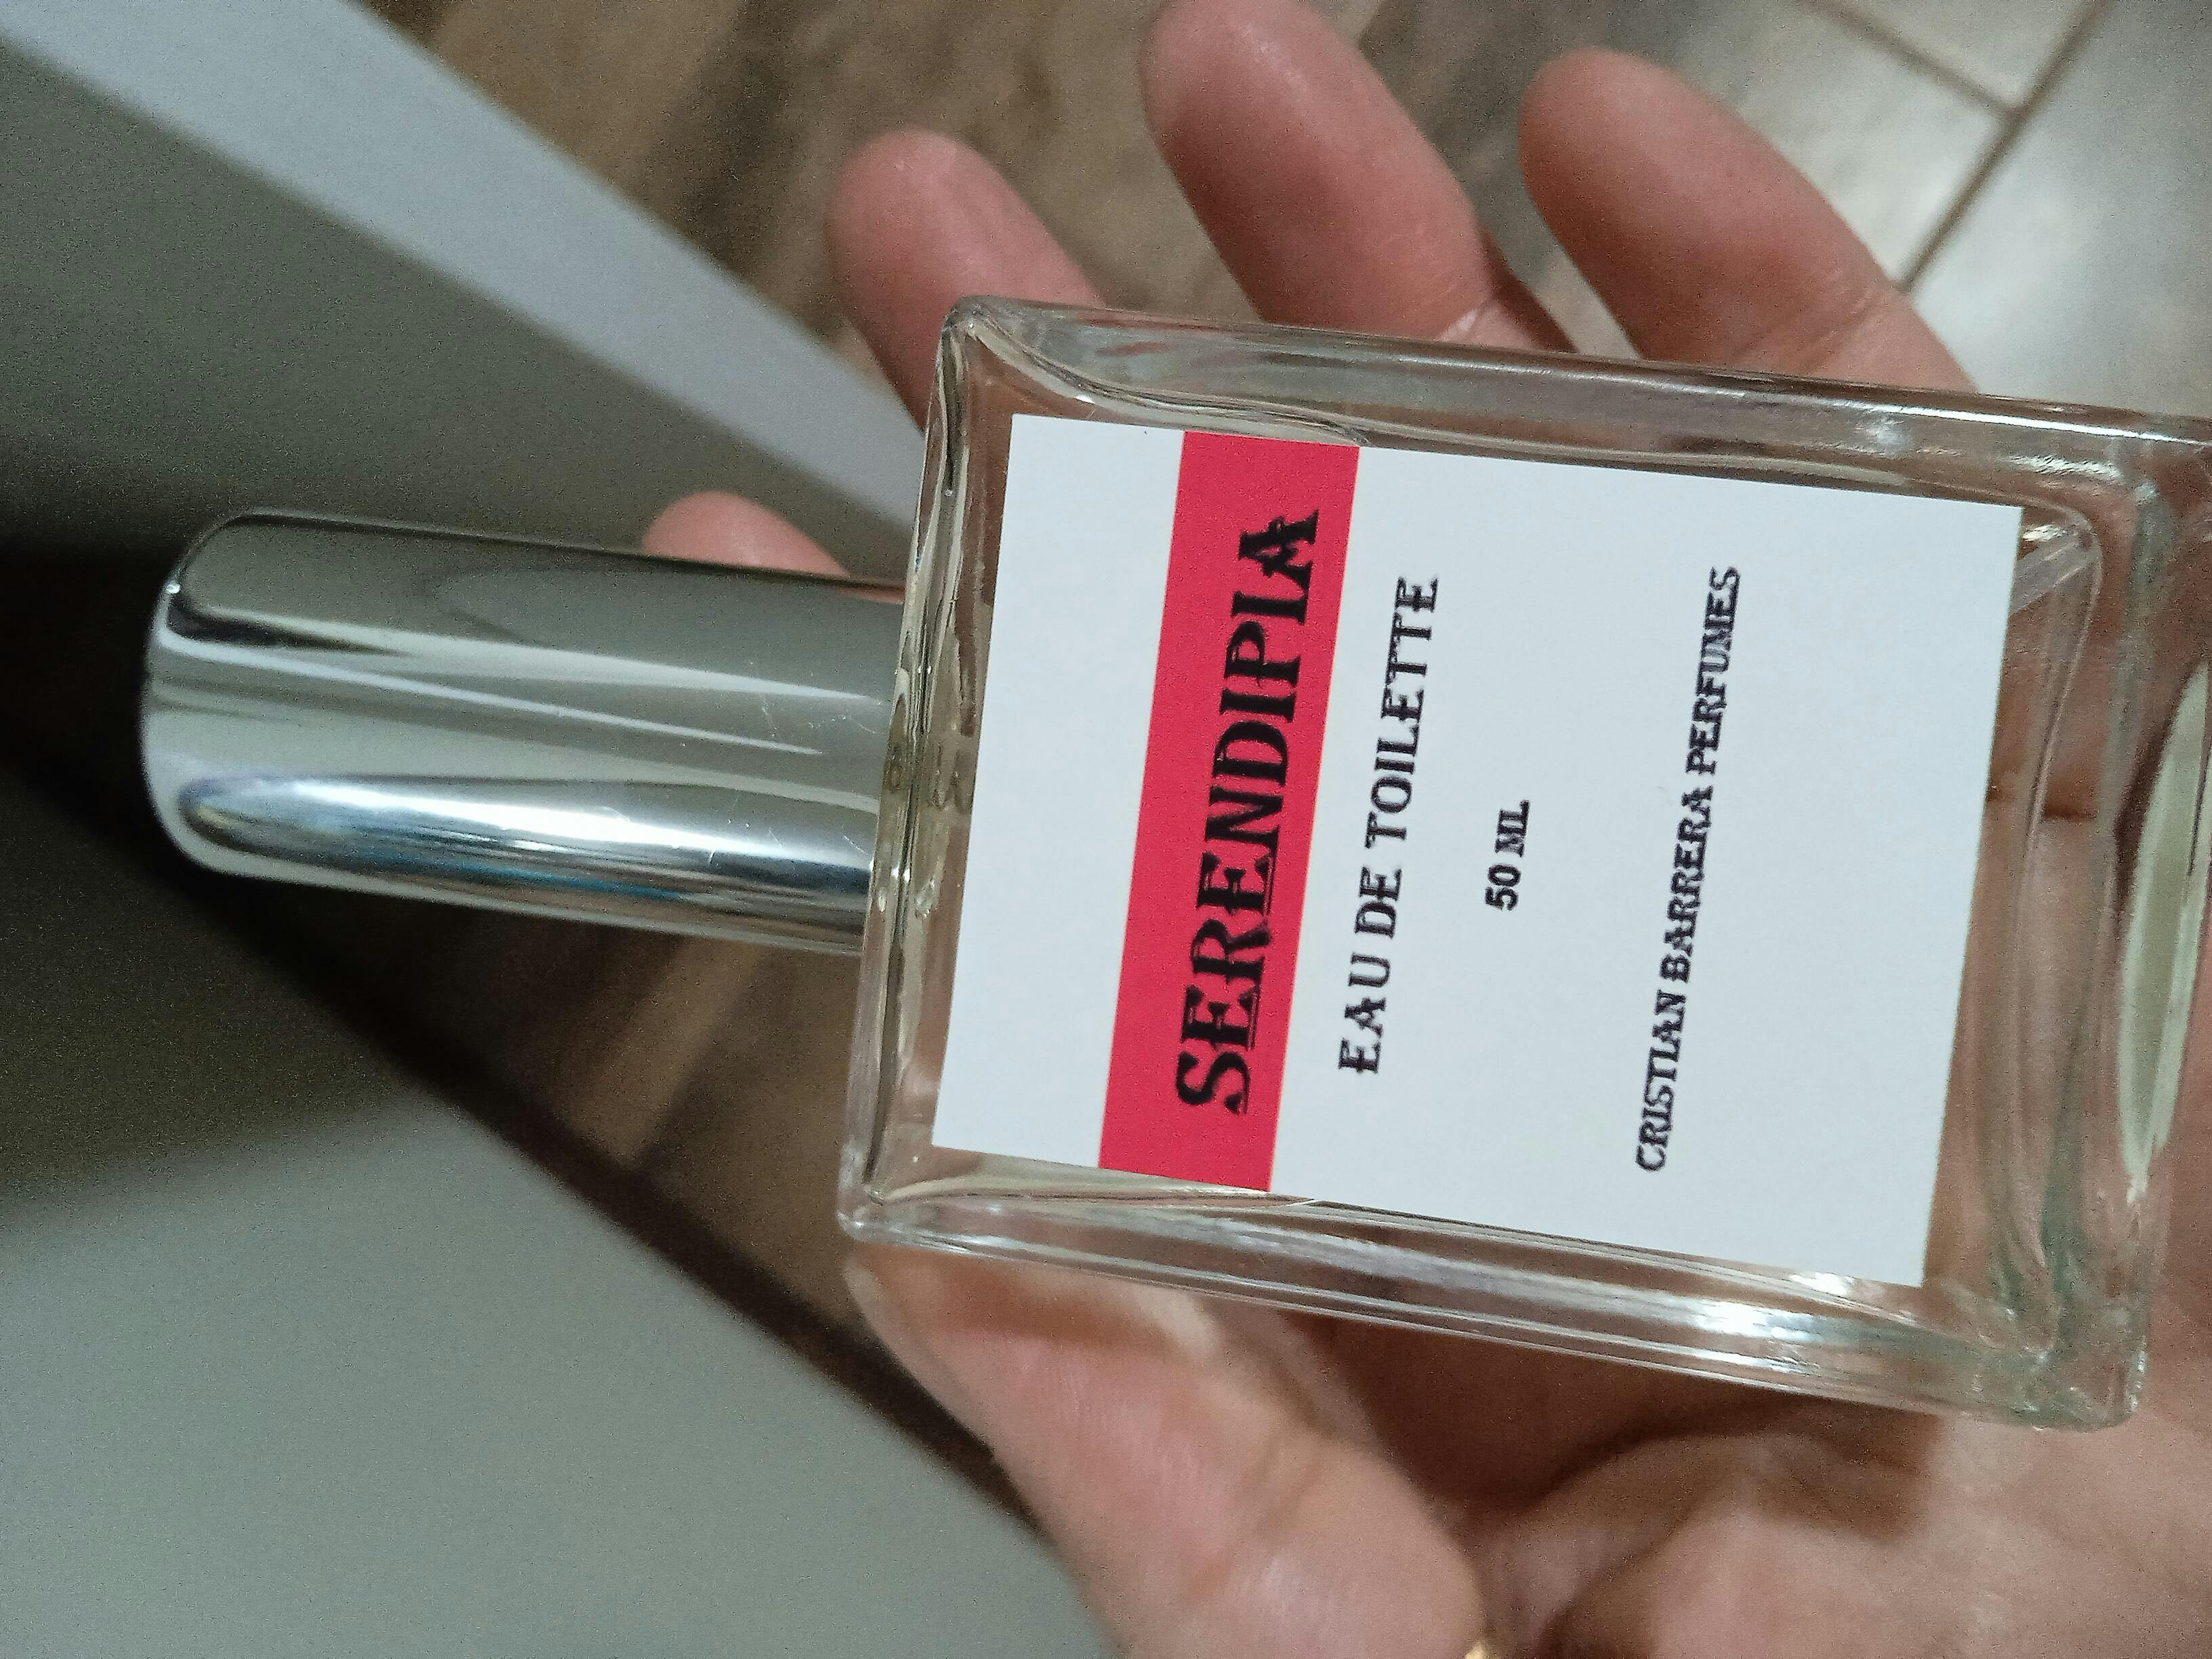 SERENDIPIA
EAU DE TOILETTE
50 ML
CRISTIAN BARRERA PERFUMES